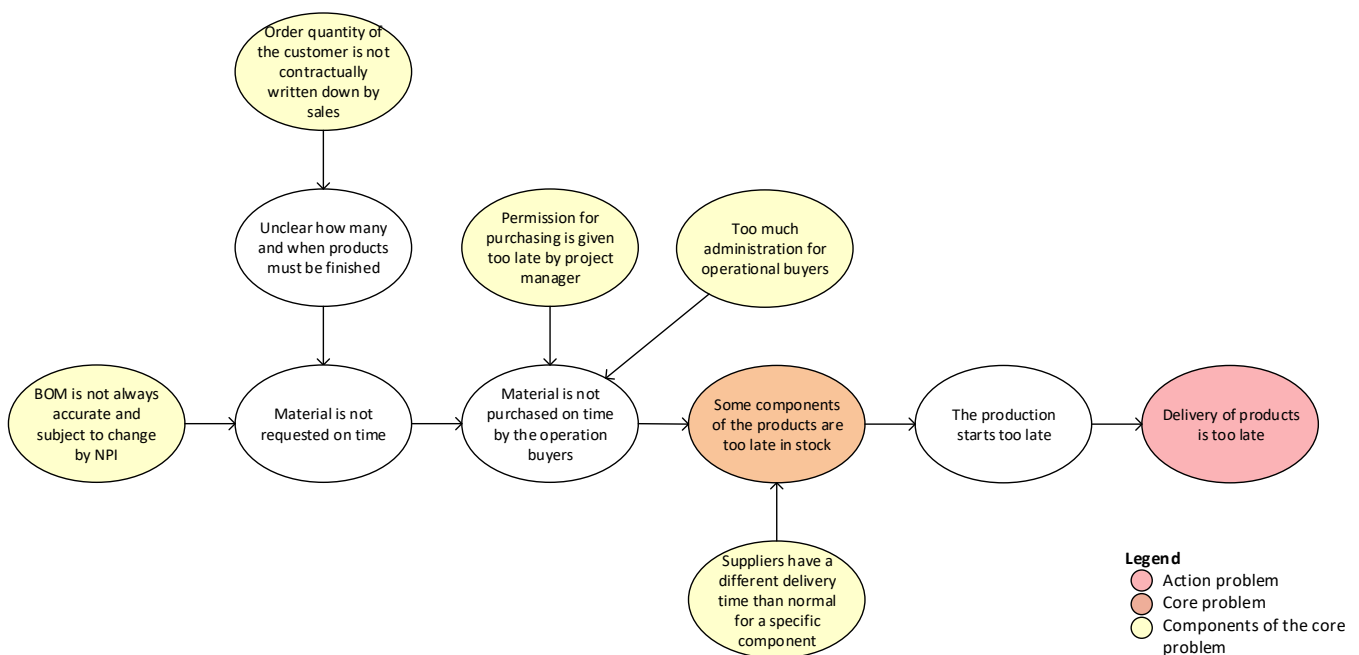 Order quantity of
the customer is not
contractually
written down by
sales
Unclear how many
and when products
must be finished
Permission for
purchasing is given
too late by project
manager
Too much
administration for
operational buyers
BOM is not always
accurate and
subject to change
by NPI
Material is not
requested on time
Material is not
purchased on time
by the operation
buyers
Some components
of the products are
too late in stock
The production
starts too late
Delivery of products
is too late
Suppliers have a
different delivery
time than normal
for a specific
component
Legend
Action problem
Core problem
Components of the core
problem